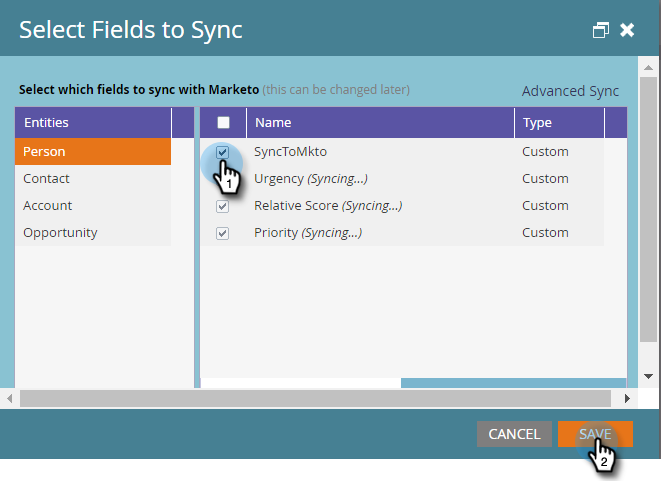 Select Fields to Sync
Select which fields to sync with Marketo (this can be changed later) Advanced Sync
Entities Name Type
Person SyncToMkto Custom
Contact Urgency (Syncing...) Custom
Account Relative Score (Syncing...) Custom
Opportunity Priority (Syncing...) Custom
1
CANCEL SAVE
2